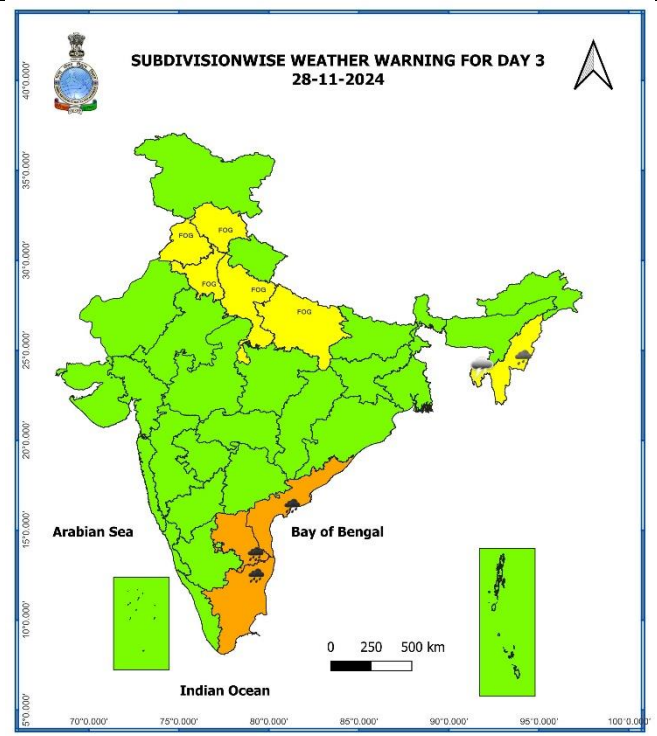 SUBDIVISIONWISE WEATHER WARNING FOR DAY 3
28-11-2024
40°0.000'
35°0.000'
FOG
FOG
30°0.000'
FOG
FOG
FOG
25°0.000'
20°0.000'
Arabian Sea
Bay of Bengal
15°0.000'
10°0.000'
0 250 500 km
Indian Ocean
5°0.000'
70°0.000' 75°0.000' 80°0.000' 85°0.000' 90°0.000' 95°0.000' 100°0.000'